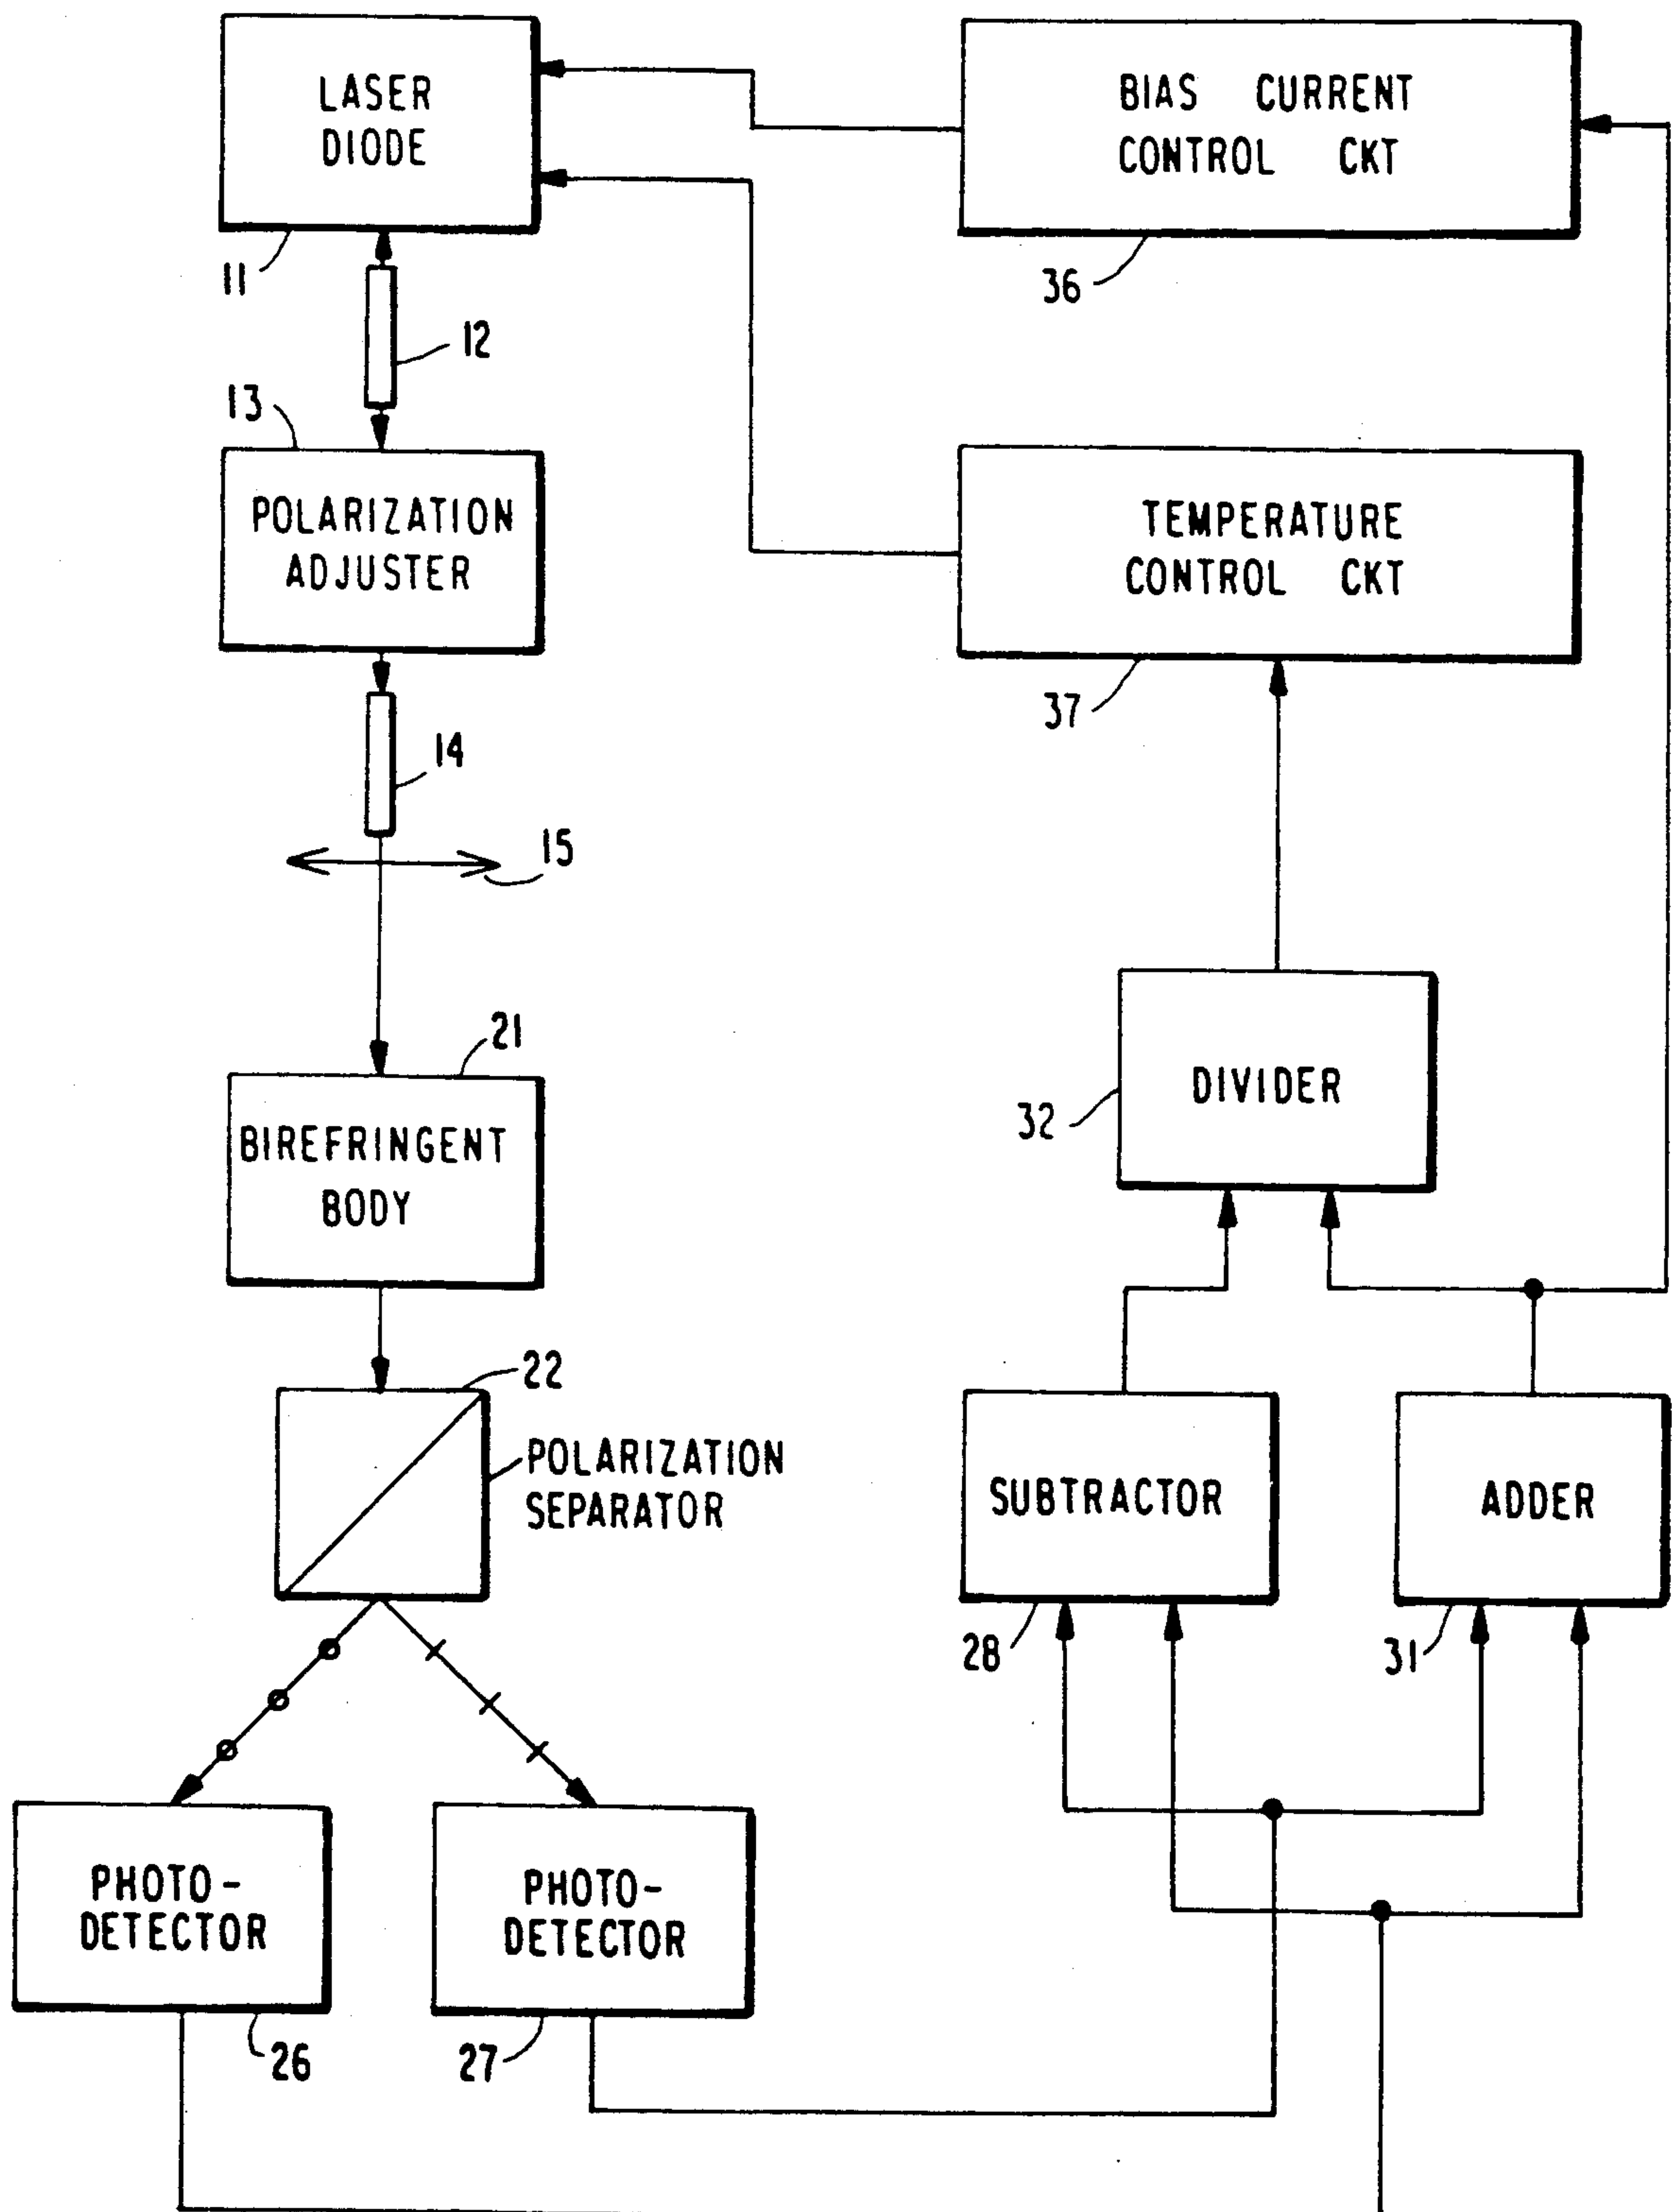 LASER
DIODE
11
BIAS CURRENT
CONTROL CKT
36
12
13
POLARIZATION
ADJUSTER
TEMPERATURE
CONTROL CKT
37
14
15
21
BIREFRINGENT
BODY
DIVIDER
32
22
POLARIZATION
SEPARATOR
SUBTRACTOR
28
ADDER
31
PHOTO-
DETECTOR
26
PHOTO-
DETECTOR
27